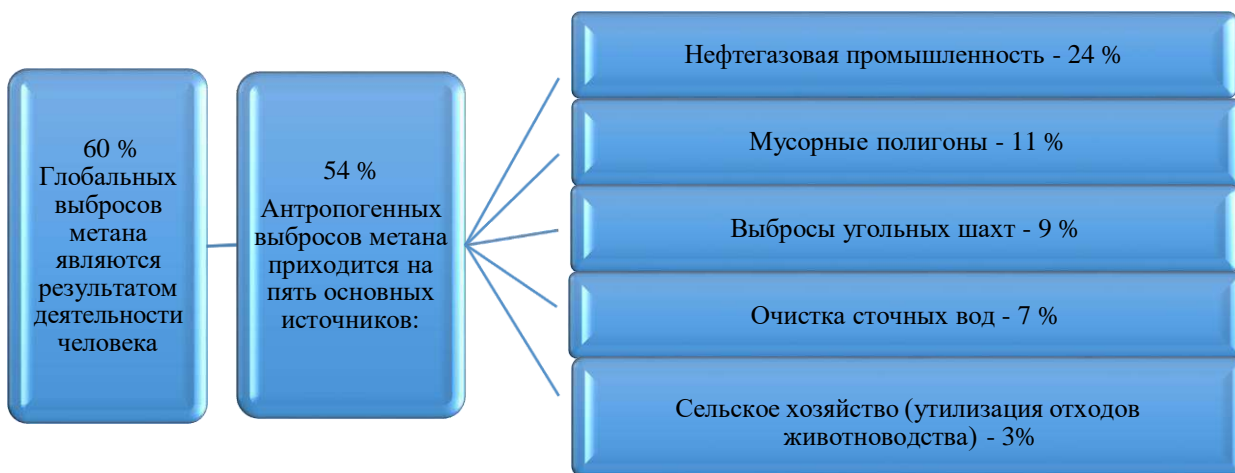 60 %
Глобальных
выбросов
метана
являются
результатом
деятельности
человека
54 %
Антропогенных
выбросов метана
приходится на
пять основных
источников:
Нефтегазовая промышленность - 24 %
Мусорные полигоны - 11 %
Выбросы угольных шахт - 9 %
Очистка сточных вод - 7 %
Сельское хозяйство (утилизация отходов
животноводства) - 3%